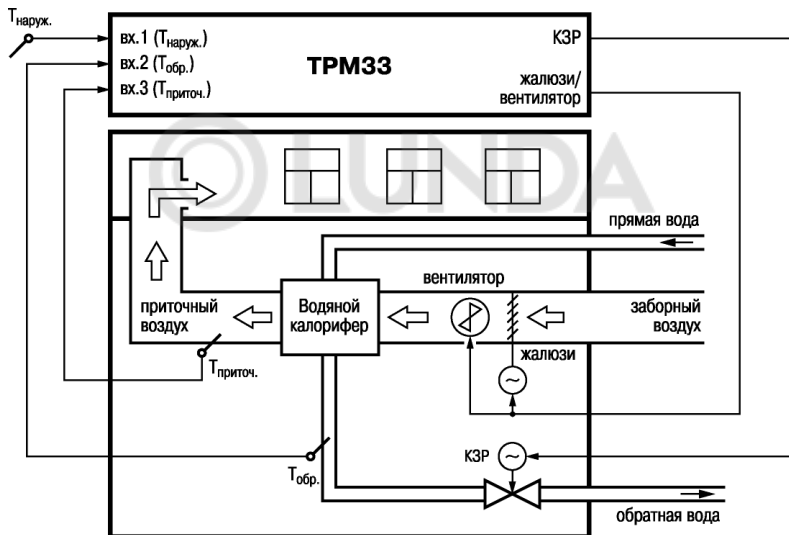 Тнаруж.
вх.1 (Тнаруж.)
вх.2 (Тобр.)
вх.3 (Тприточ.)
ТРМ33
КЗР
жалюзи/
вентилятор
LUNDA
прямая вода
вентилятор
приточный
воздух
Водяной
калорифер
заборный
воздух
жалюзи
Тприточ.
~
Тобр.
КЗР
~
обратная вода